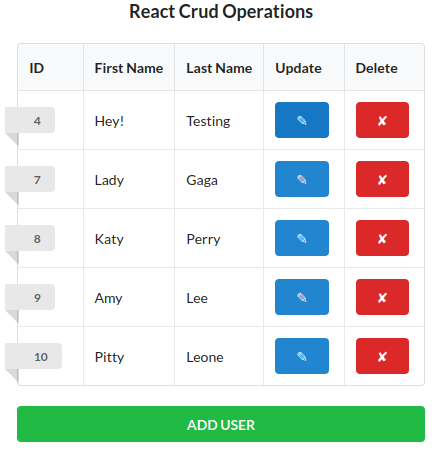 React Crud Operations
ID First Name Last Name Update Delete
4 Hey! Testing ✎ ✘
7 Lady Gaga ✎ ✘
8 Katy Perry ✎ ✘
9 Amy Lee ✎ ✘
10 Pitty Leone ✎ ✘
ADD USER